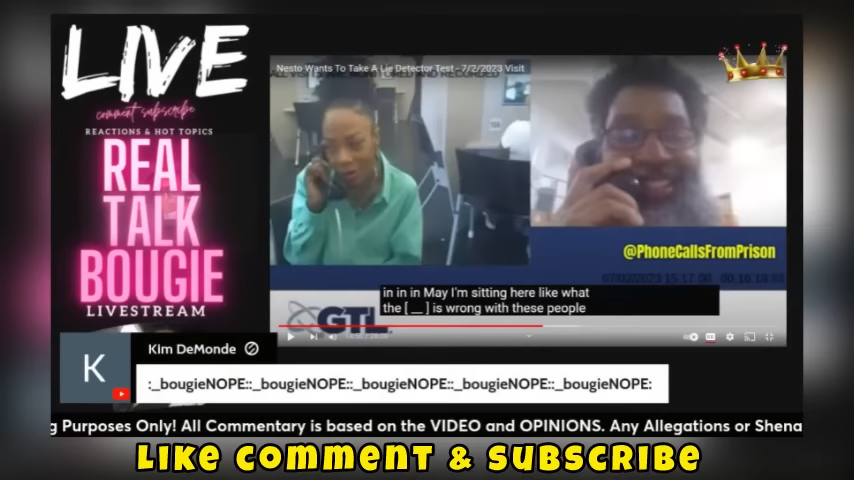 LIVE
comment subscribe
REACTIONS & HOT TOPICS
REAL
TALK
BOUGIE
LIVESTREAM
Nesto Wants To Take A Lie Detector Test - 7/2/2023 Visit
@PhoneCallsFromPrison
in in in May I'm sitting here like what
the [ __ ] is wrong with these people
GTL
K
Kim DeMonde
:_bougieNOPE::_bougieNOPE::_bougieNOPE::_bougieNOPE::_bougieNOPE:
g Purposes Only! All Commentary is based on the VIDEO and OPINIONS. Any Allegations or Shena
LIKE COMMENT & SUBSCRIBE